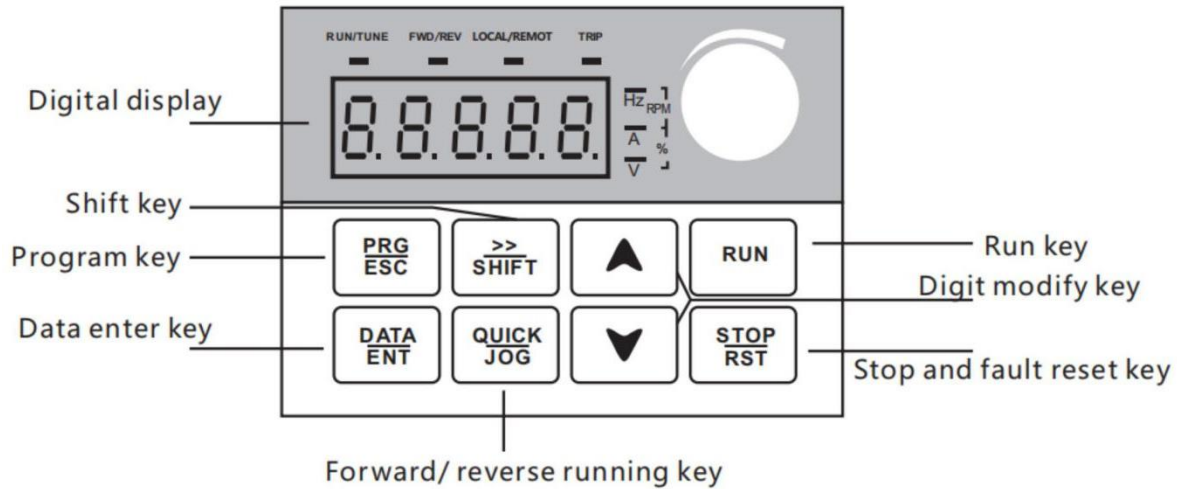 RUN/TUNE FWD/REV LOCAL/REMOT TRIP
Digital display
8.8.8.8.8.
Hz RPM
A %
V
Shift key
Program key
PRG
ESC
>>
SHIFT
RUN
Run key
Digit modify key
Data enter key
DATA
ENT
QUICK
JOG
STOP
RST
Stop and fault reset key
Forward/ reverse running key